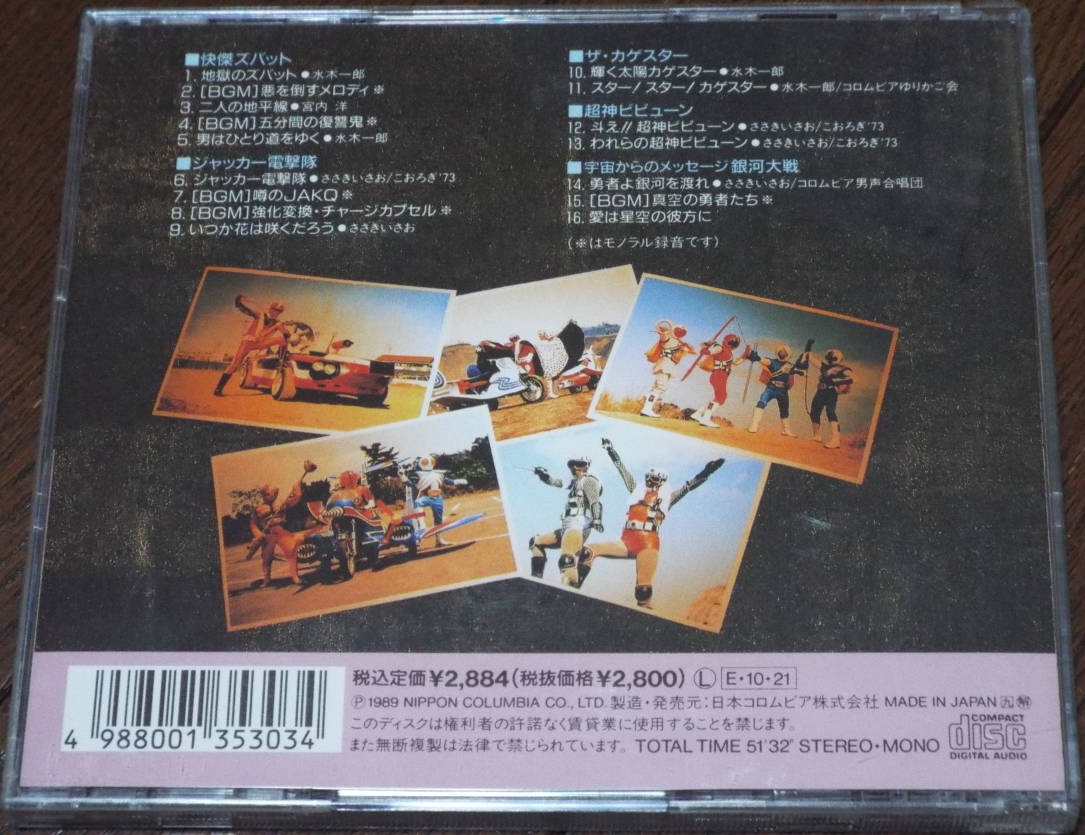 ■快傑ズバット
1. 地獄のズバット●水木一郎
2.［BGM］悪を倒すメロディ※
3. 二人の地平線●宮内 洋
4.［BGM］五分間の復讐鬼※
5. 男はひとり道をゆく●水木一郎
■ジャッカー電撃隊
6. ジャッカー電撃隊●ささきいさお/こおろぎ'73
7.［BGM］噂のJAKQ※
8.［BGM］強化変換・チャージカプセル※
9. いつか花は咲くだろう●ささきいさお
■ザ・カゲスター
10. 輝く太陽カゲスター●水木一郎
11. スター! スター! カゲスター●水木一郎/コロムビアゆりかご会
■超神ビビューン
12. 斗え!! 超神ビビューン●ささきいさお/こおろぎ'73
13. われらの超神ビビューン●ささきいさお/こおろぎ'73
■宇宙からのメッセージ 銀河大戦
14. 勇者よ銀河を渡れ●ささきいさお/コロムビア男声合唱団
15.［BGM］真空の勇者たち※
16. 愛は星空の彼方に
(※はモノラル録音です)
税込定価¥2,884(税抜価格¥2,800) Ⓛ E・10・21
Ⓟ1989 NIPPON COLUMBIA CO., LTD. 製造・発売元:日本コロムビア株式会社 MADE IN JAPAN
このディスクは権利者の許諾なく賃貸業に使用することを禁じます。
また無断複製は法律で禁じられています。 TOTAL TIME 51'32" STEREO・MONO
COMPACT
disc
DIGITAL AUDIO
4 988001 353034